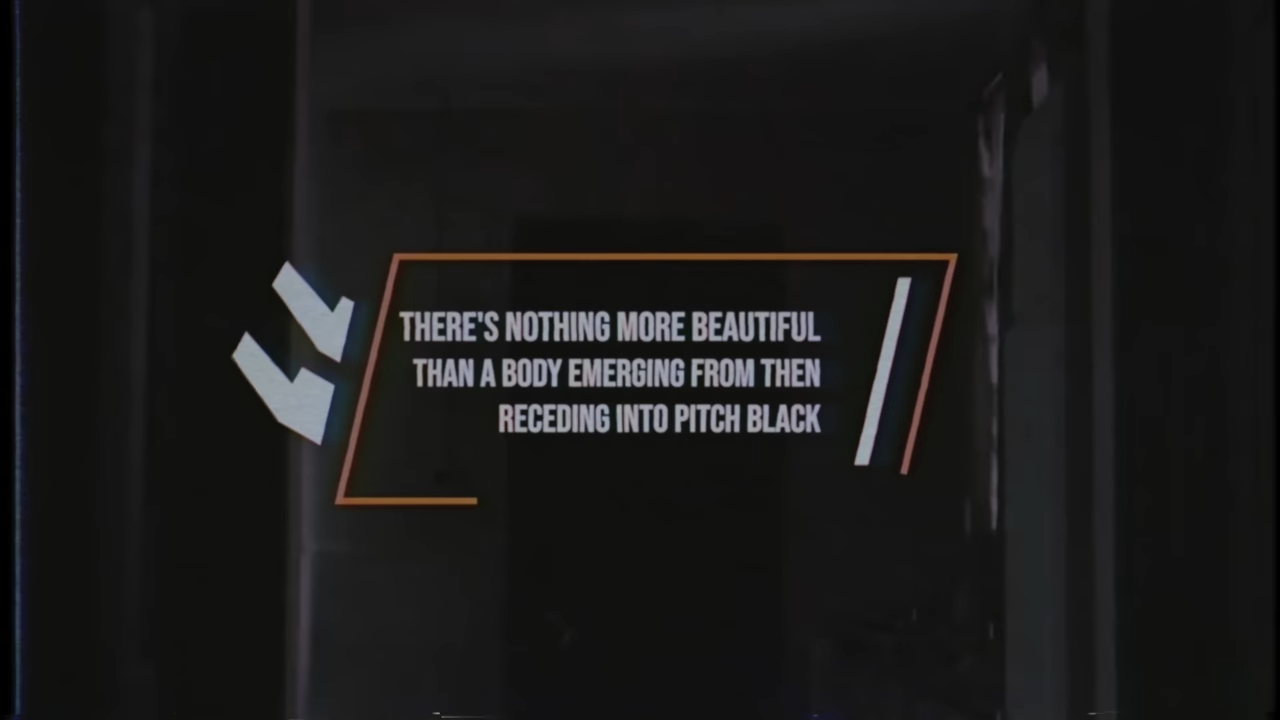 THERE'S NOTHING MORE BEAUTIFUL
THAN A BODY EMERGING FROM THEN
RECEDING INTO PITCH BLACK